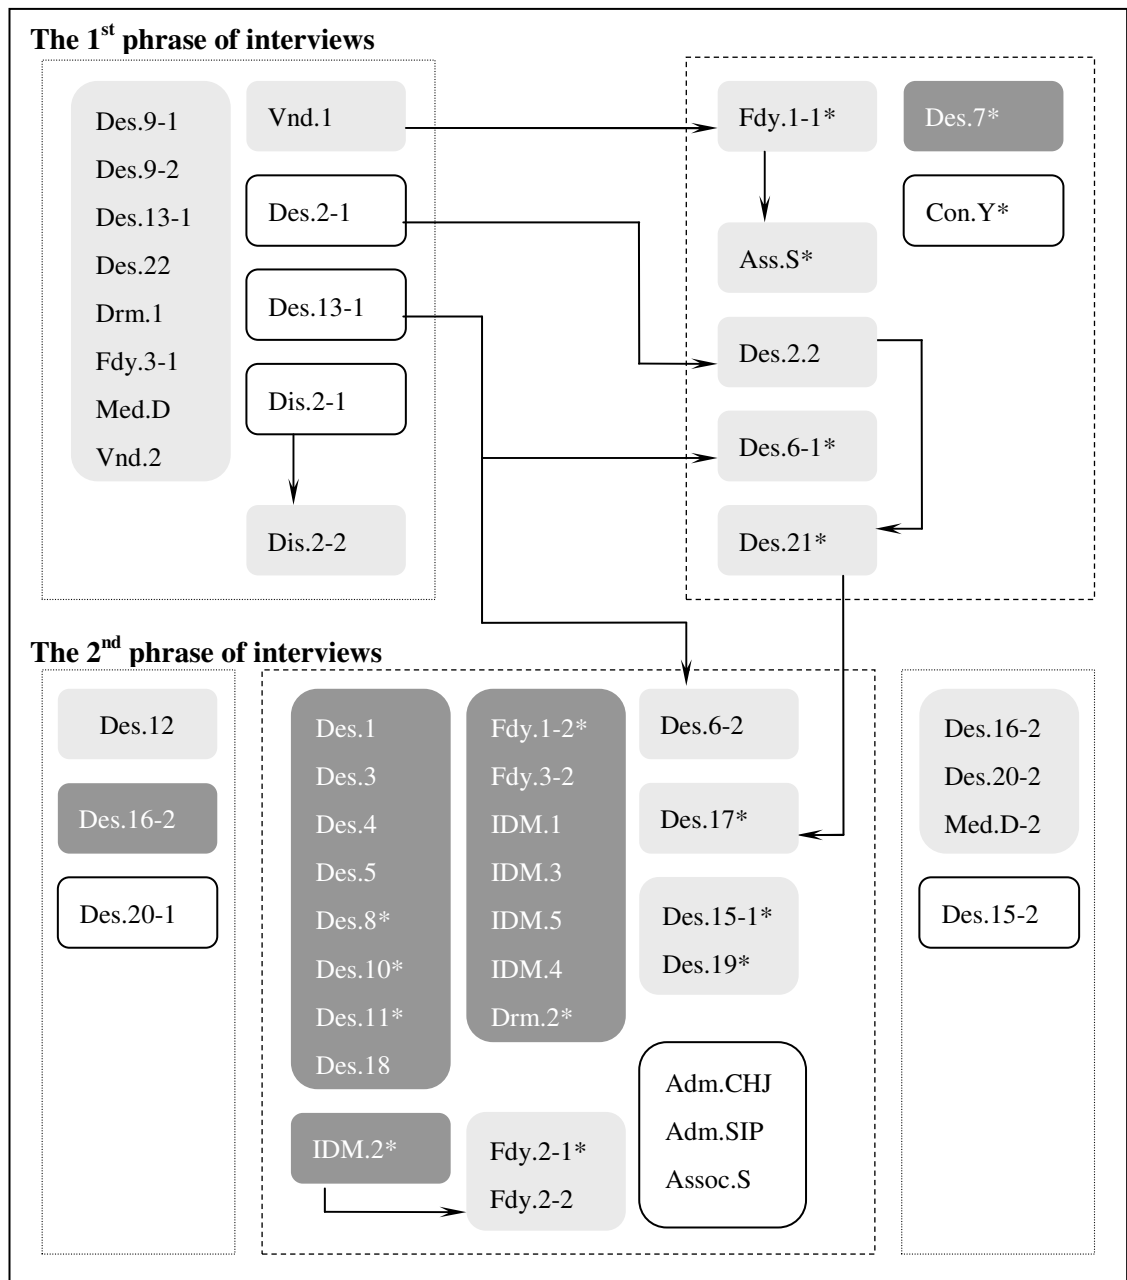 The 1st phrase of interviews
Des.9-1
Des.9-2
Des.13-1
Des.22
Drm.1
Fdy.3-1
Med.D
Vnd.2
Vnd.1
Des.2-1
Des.13-1
Dis.2-1
Dis.2-2
Fdy.1-1*
Ass.S*
Des.2.2
Des.6-1*
Des.21*
Des.7*
Con.Y*
The 2nd phrase of interviews
Des.12
Des.16-2
Des.20-1
Des.1
Des.3
Des.4
Des.5
Des.8*
Des.10*
Des.11*
Des.18
IDM.2*
Fdy.1-2*
Fdy.3-2
IDM.1
IDM.3
IDM.5
IDM.4
Drm.2*
Fdy.2-1*
Fdy.2-2
Des.6-2
Des.17*
Des.15-1*
Des.19*
Adm.CHJ
Adm.SIP
Assoc.S
Des.16-2
Des.20-2
Med.D-2
Des.15-2